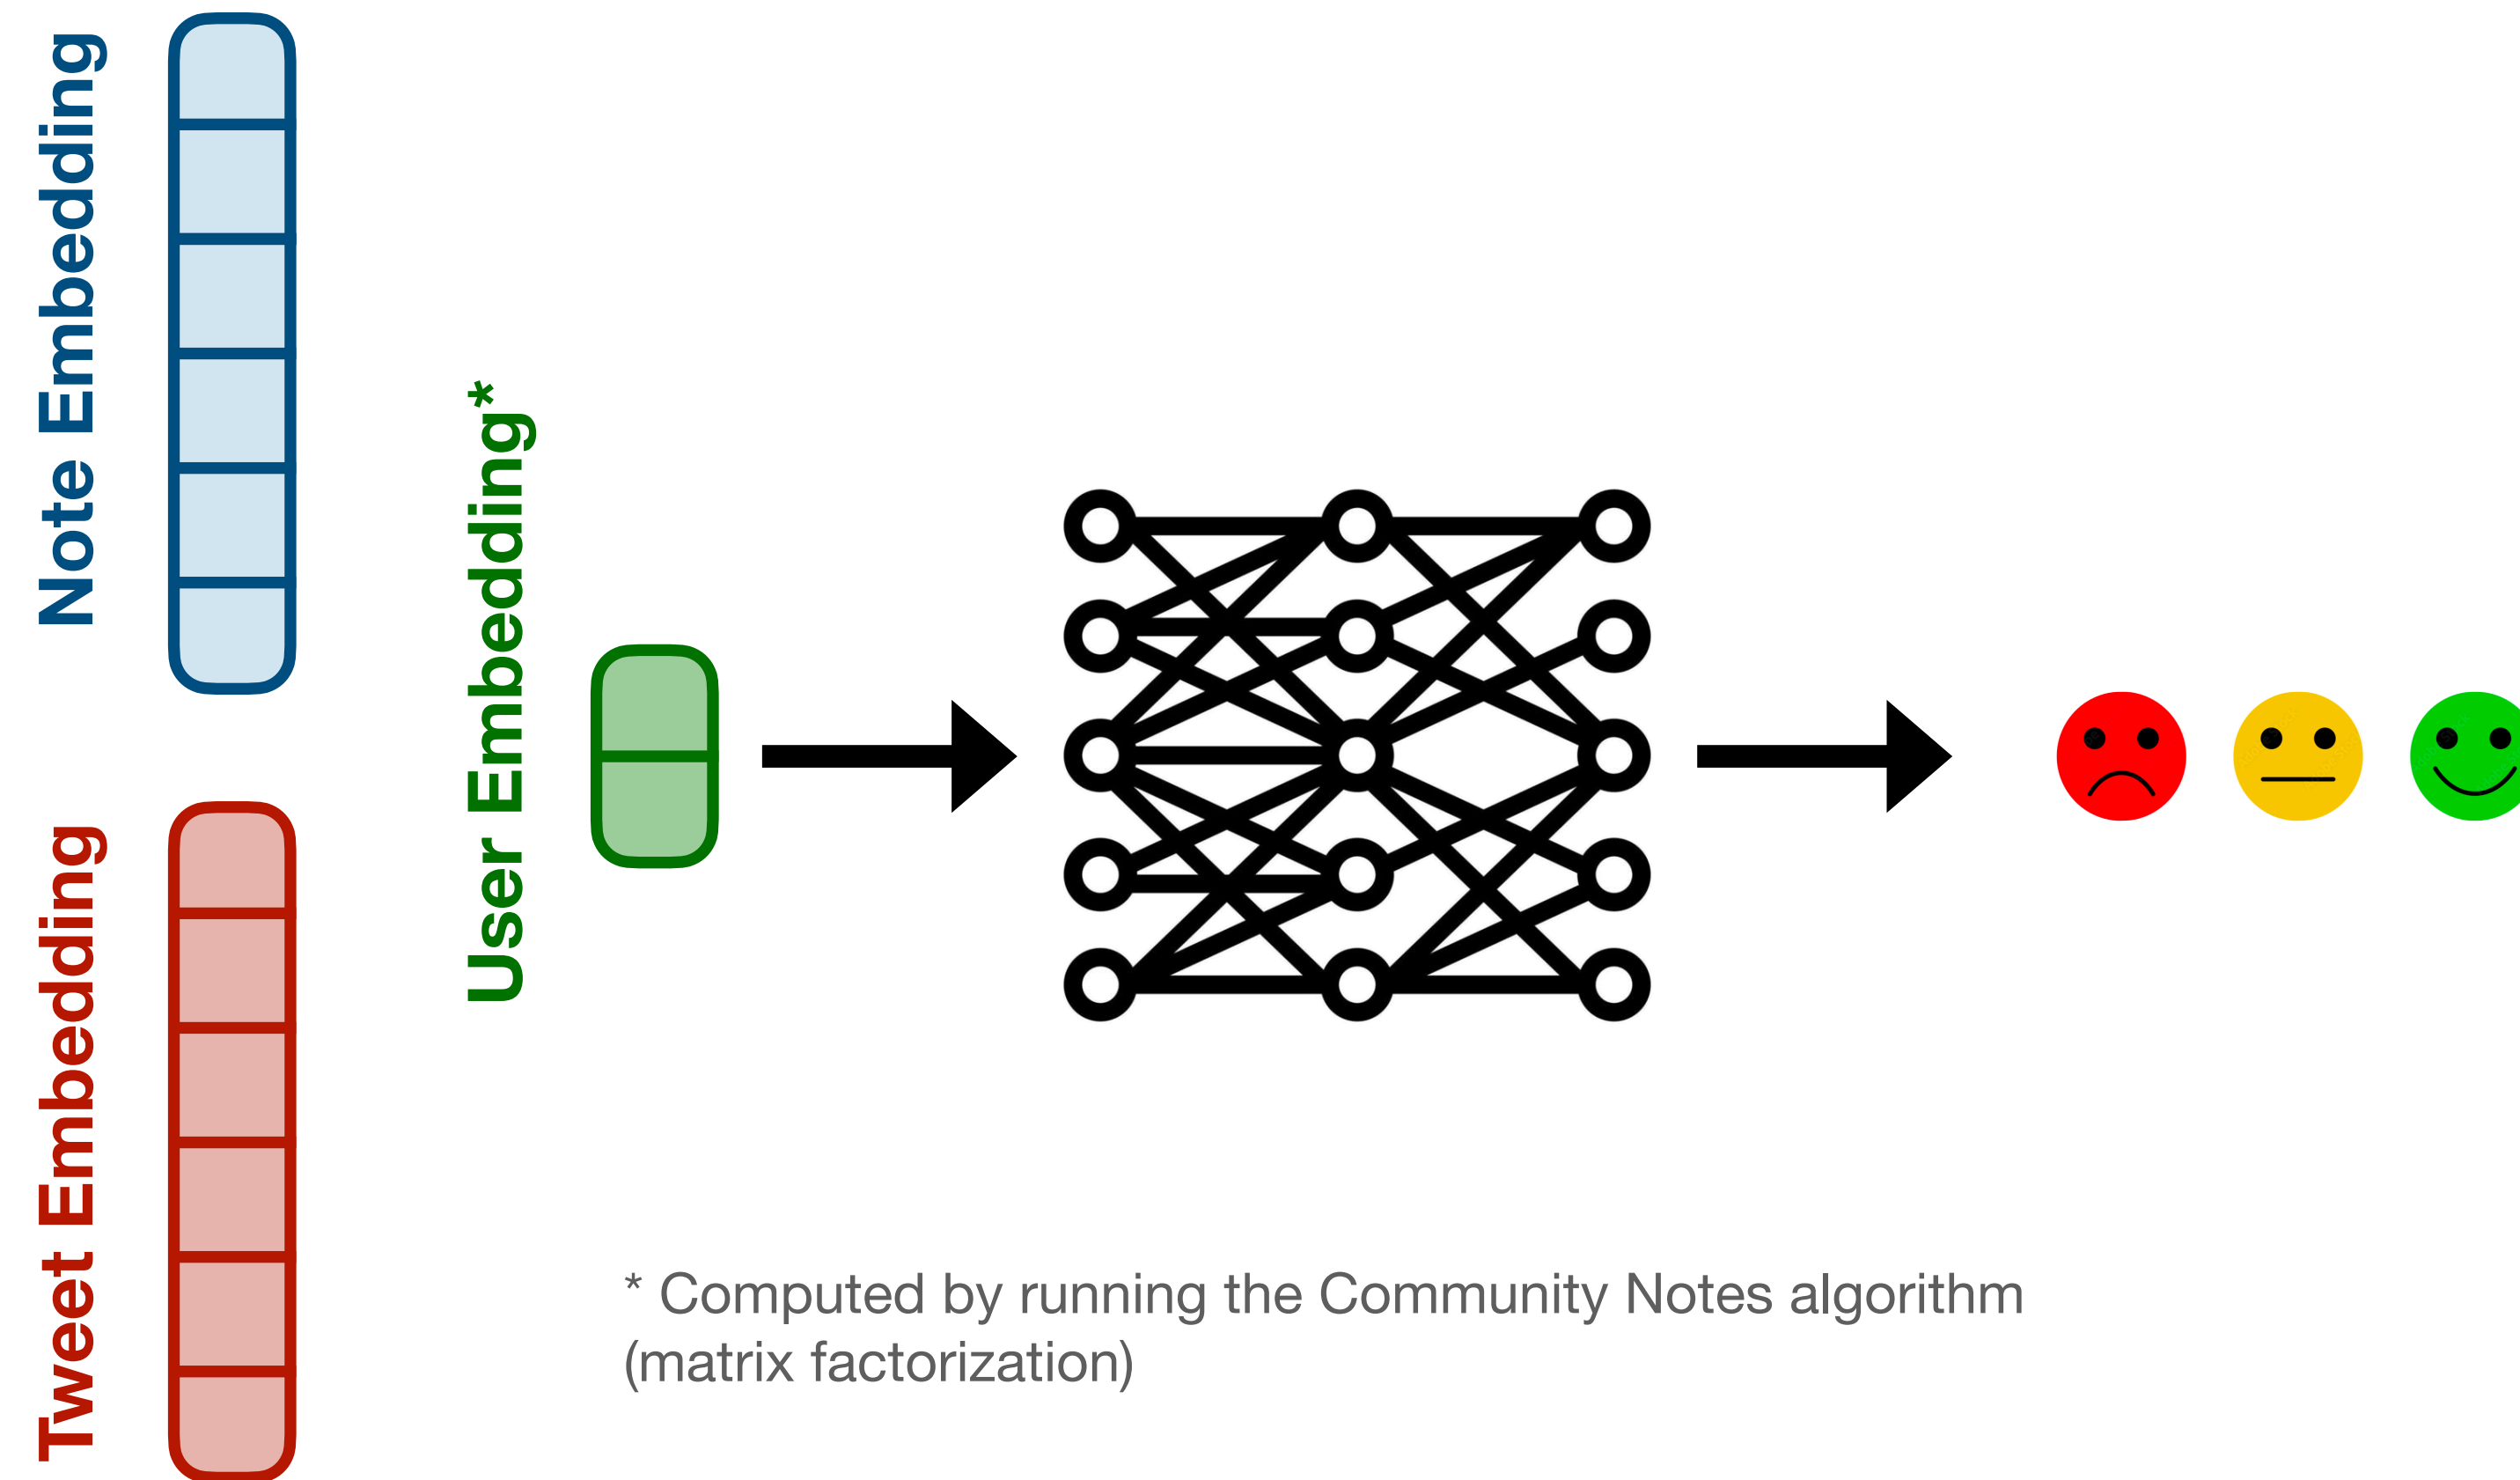 Note Embedding
Tweet Embedding
User Embedding*
* Computed by running the Community Notes algorithm
(matrix factorization)